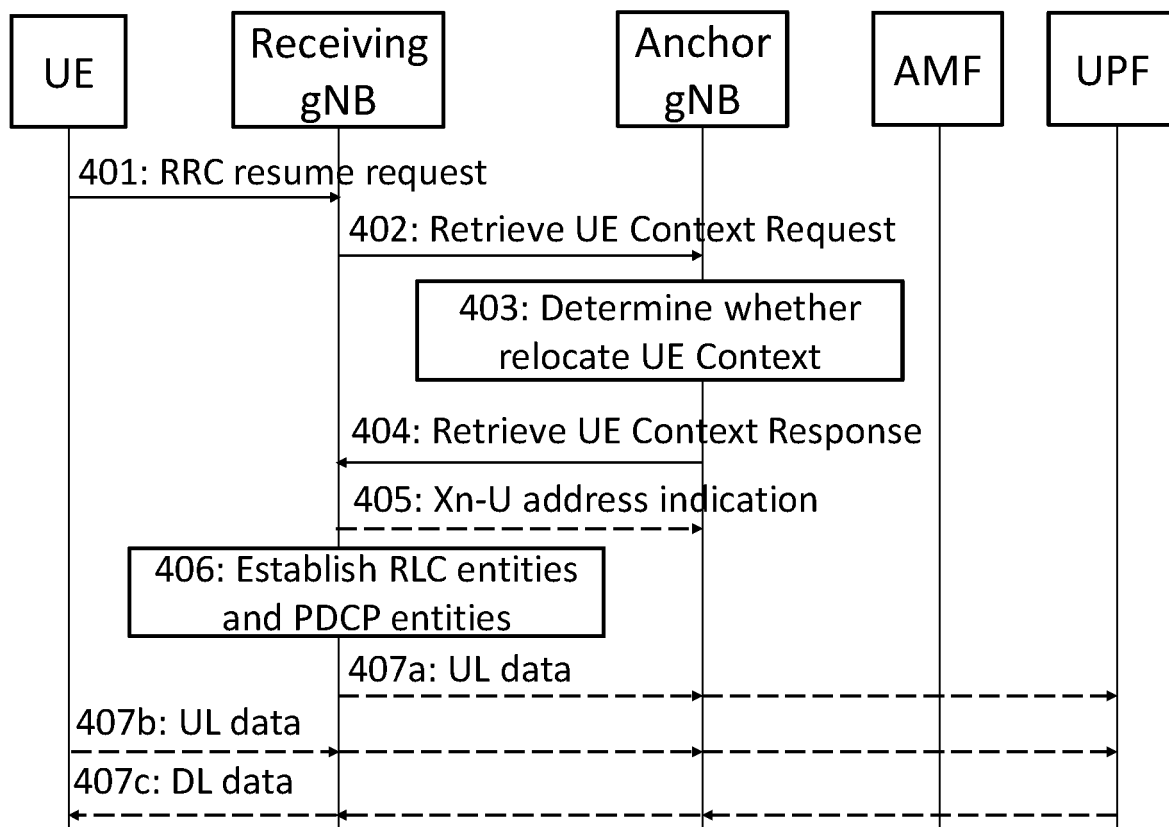 UE
Receiving
gNB
Anchor
gNB
AMF
UPF
401: RRC resume request
402: Retrieve UE Context Request
403: Determine whether
relocate UE Context
404: Retrieve UE Context Response
405: Xn-U address indication
406: Establish RLC entities
and PDCP entities
407a: UL data
407b: UL data
407c: DL data